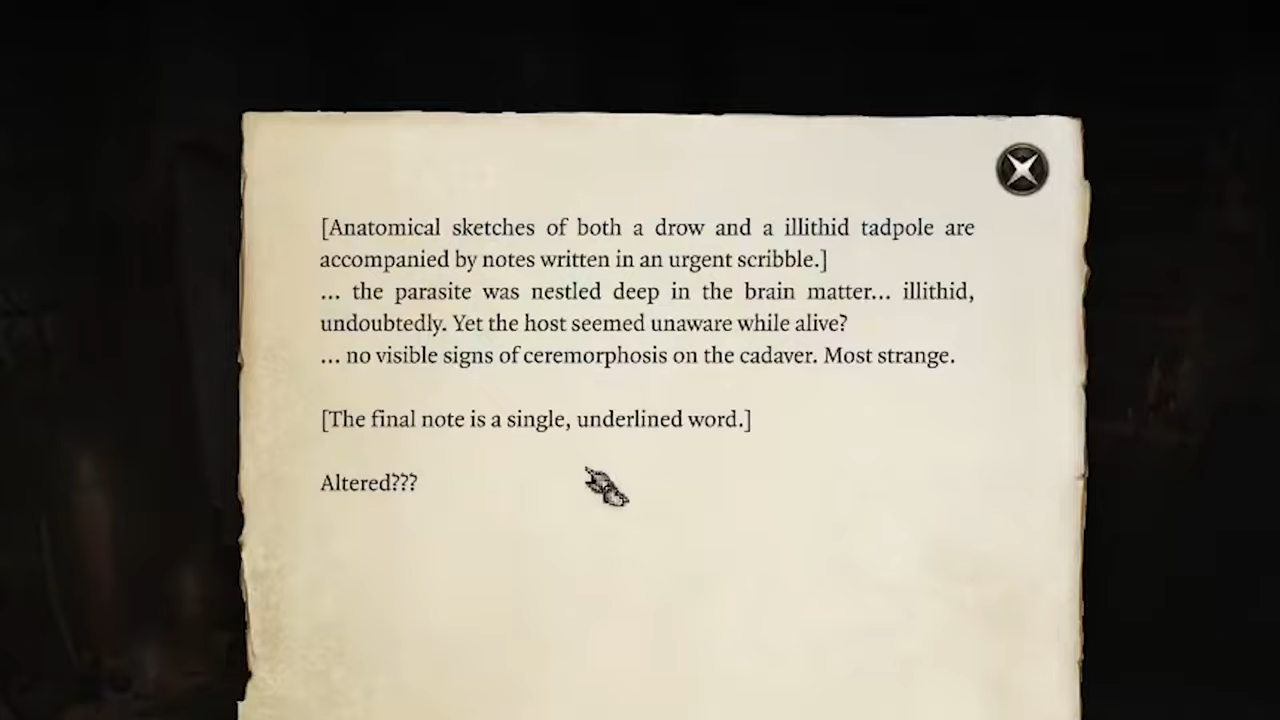 [Anatomical sketches of both a drow and a illithid tadpole are
accompanied by notes written in an urgent scribble.]
... the parasite was nestled deep in the brain matter... illithid,
undoubtedly. Yet the host seemed unaware while alive?
... no visible signs of ceremorphosis on the cadaver. Most strange.
[The final note is a single, underlined word.]
Altered???